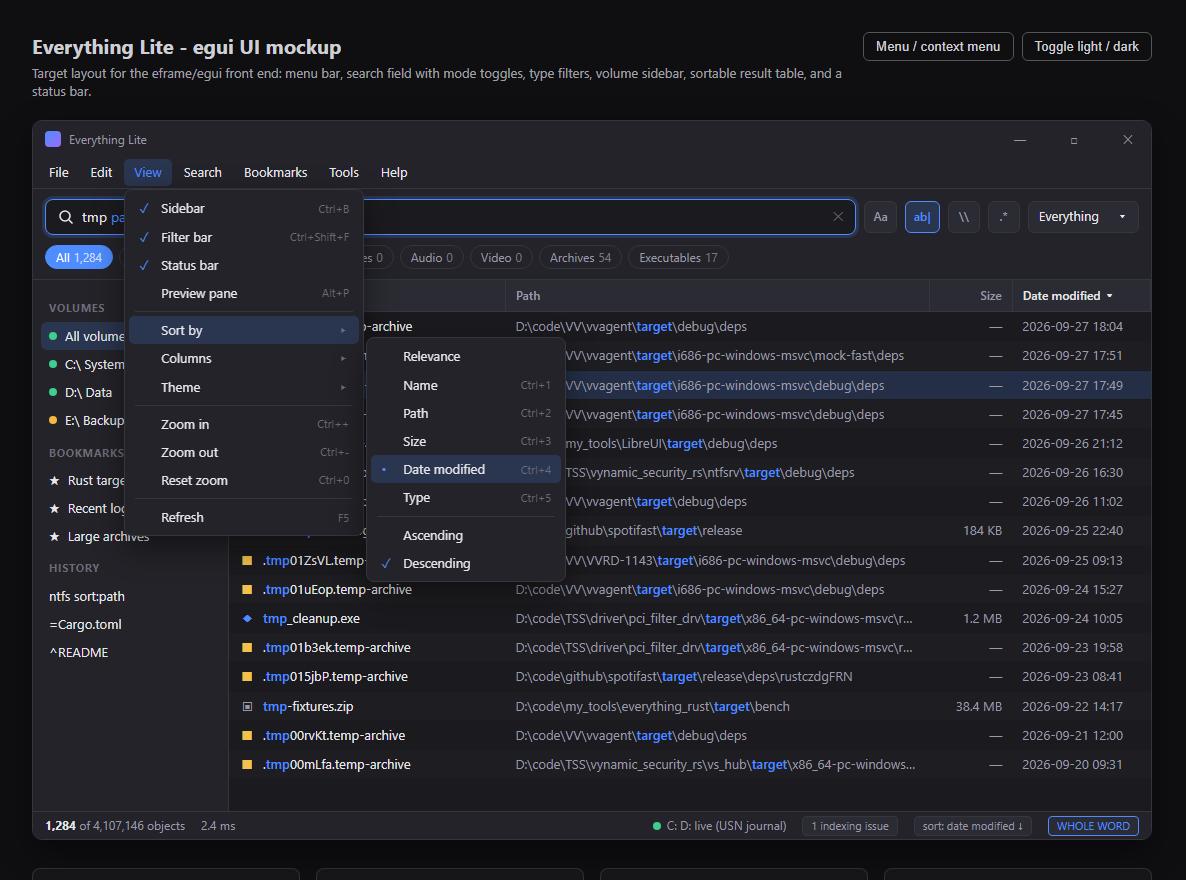 Everything Lite - egui UI mockup
Menu / context menu
Toggle light / dark
Target layout for the eframe/egui front end: menu bar, search field with mode toggles, type filters, volume sidebar, sortable result table, and a
status bar.
Everything Lite
File Edit View Search Bookmarks Tools Help
tmp pa
Aa ab| \\ .* Everything
All 1,284
es 0 Audio 0 Video 0 Archives 54 Executables 17
Sidebar Ctrl+B
Filter bar Ctrl+Shift+F
Status bar
Preview pane Alt+P
Sort by
Columns
Theme
Zoom in Ctrl++
Zoom out Ctrl+-
Reset zoom Ctrl+0
Refresh F5
Relevance
Name Ctrl+1
Path Ctrl+2
Size Ctrl+3
Date modified Ctrl+4
Type Ctrl+5
Ascending
Descending
VOLUMES
All volume
C:\ System
D:\ Data
E:\ Backup
BOOKMARKS
★ Rust targe
★ Recent log
★ Large archives
HISTORY
ntfs sort:path
=Cargo.toml
^README
Path Size Date modified
-archive D:\code\VV\vvagent\target\debug\deps — 2026-09-27 18:04
VV\vvagent\target\i686-pc-windows-msvc\mock-fast\deps — 2026-09-27 17:51
VV\vvagent\target\i686-pc-windows-msvc\debug\deps — 2026-09-27 17:49
VV\vvagent\target\i686-pc-windows-msvc\debug\deps — 2026-09-27 17:45
my_tools\LibreUI\target\debug\deps — 2026-09-26 21:12
TSS\vynamic_security_rs\ntfsrv\target\debug\deps — 2026-09-26 16:30
VV\vvagent\target\debug\deps — 2026-09-26 11:02
github\spotifast\target\release 184 KB 2026-09-25 22:40
.tmp01ZsVL.temp- VV\VVRD-1143\target\i686-pc-windows-msvc\debug\deps — 2026-09-25 09:13
.tmp01uEop.temp-archive D:\code\VV\vvagent\target\i686-pc-windows-msvc\debug\deps — 2026-09-24 15:27
tmp_cleanup.exe D:\code\TSS\driver\pci_filter_drv\target\x86_64-pc-windows-msvc\r... 1.2 MB 2026-09-24 10:05
.tmp01b3ek.temp-archive D:\code\TSS\driver\pci_filter_drv\target\x86_64-pc-windows-msvc\r... — 2026-09-23 19:58
.tmp015jbP.temp-archive D:\code\github\spotifast\target\release\deps\rustczdgFRN — 2026-09-23 08:41
tmp-fixtures.zip D:\code\my_tools\everything_rust\target\bench 38.4 MB 2026-09-22 14:17
.tmp00rvKt.temp-archive D:\code\VV\vvagent\target\debug\deps — 2026-09-21 12:00
.tmp00mLfa.temp-archive D:\code\TSS\vynamic_security_rs\vs_hub\target\x86_64-pc-windows... — 2026-09-20 09:31
1,284 of 4,107,146 objects 2.4 ms
C: D: live (USN journal) 1 indexing issue sort: date modified ↓ WHOLE WORD